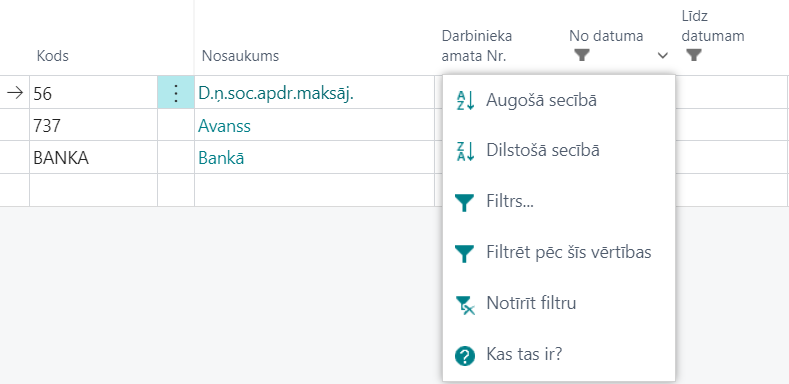 Kods
Nosaukums
Darbinieka
amata Nr.
No datuma
Līdz
datumam
56
D.ņ.soc.apdr.maksāj.
737
Avanss
BANKA
Bankā
Augošā secībā
Dilstošā secībā
Filtrs...
Filtrēt pēc šīs vērtības
Notīrīt filtru
Kas tas ir?